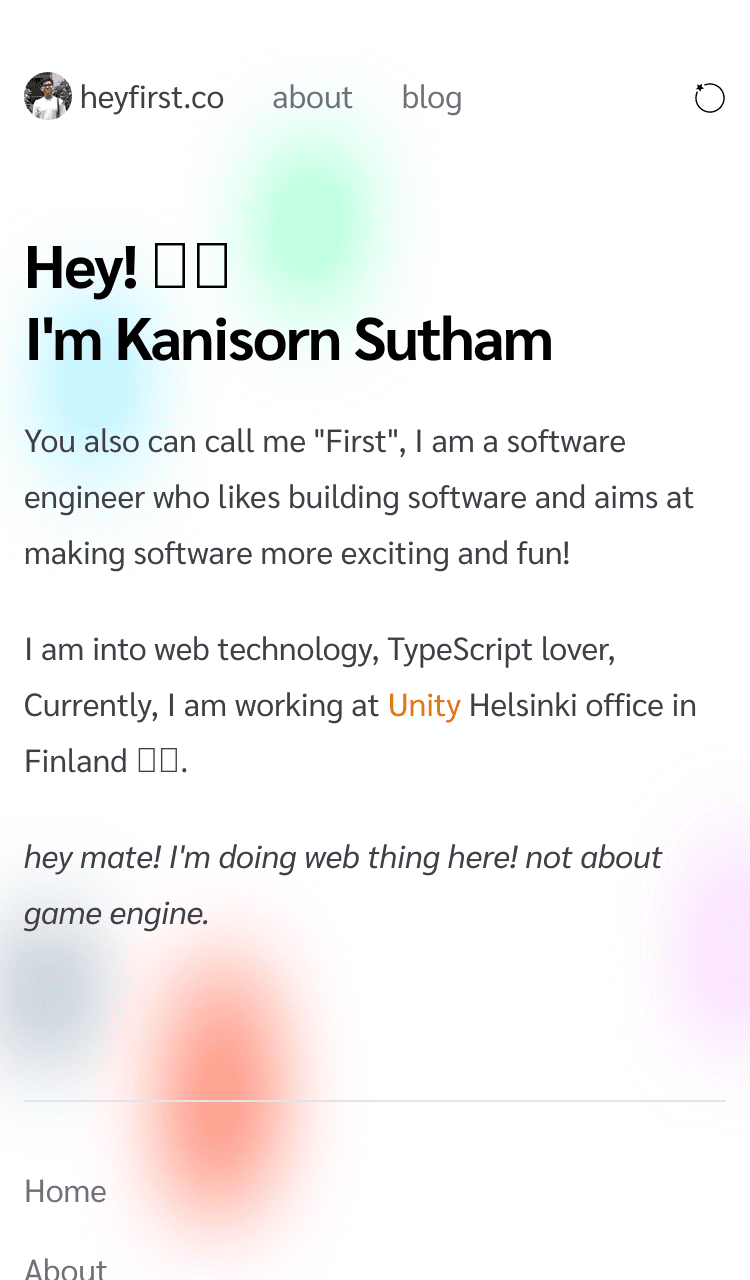 heyfirst.co about blog
Hey! 
I'm Kanisorn Sutham
You also can call me "First", I am a software
engineer who likes building software and aims at
making software more exciting and fun!
I am into web technology, TypeScript lover,
Currently, I am working at Unity Helsinki office in
Finland .
hey mate! I'm doing web thing here! not about
game engine.
Home
About